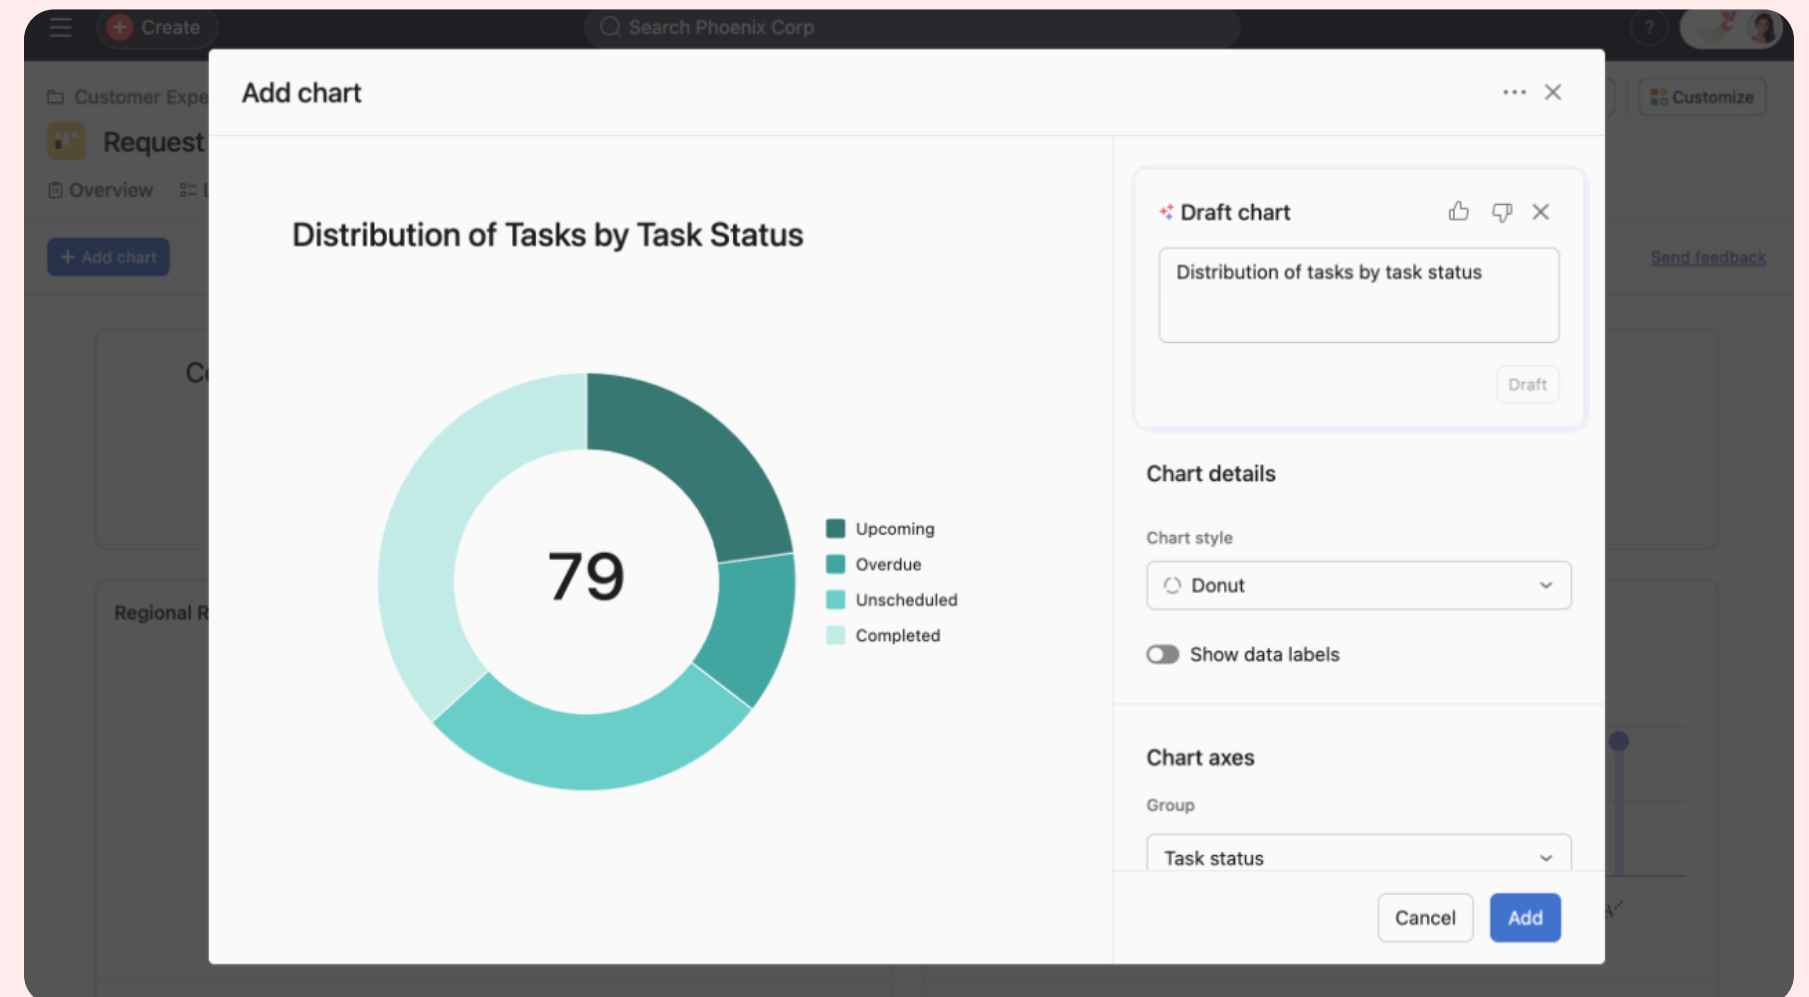 Create
Search Phoenix Corp
?
Customer Expe
Customize
Request
Overview
Add chart
Send feedback
Regional R
Add chart
Distribution of Tasks by Task Status
79
Upcoming
Overdue
Unscheduled
Completed
Draft chart
Distribution of tasks by task status
Draft
Chart details
Chart style
Donut
Show data labels
Chart axes
Group
Task status
Cancel
Add